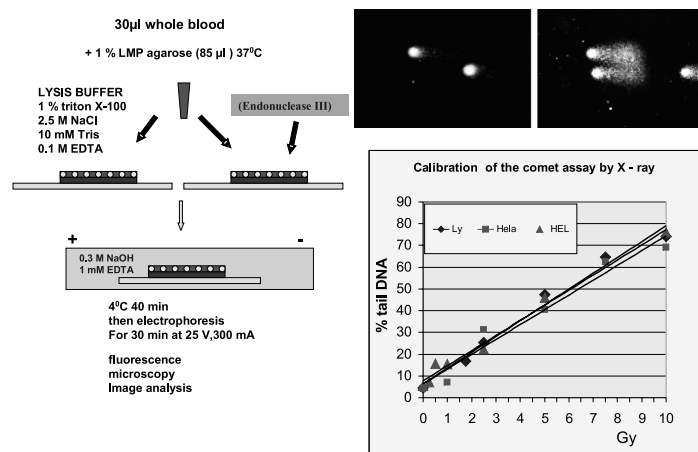 30µl whole blood
+ 1 % LMP agarose (85 µl ) 37⁰C
LYSIS BUFFER
1 % triton X-100
2.5 M NaCl
10 mM Tris
0.1 M EDTA
(Endonuclease III)
+ -
0.3 M NaOH
1 mM EDTA
4⁰C 40 min
then electrophoresis
For 30 min at 25 V,300 mA
fluorescence
microscopy
Image analysis
Calibration of the comet assay by X - ray
Ly Hela HEL
% tail DNA
90
80
70
60
50
40
30
20
10
0
0 1 2 3 4 5 6 7 8 9 10
Gy